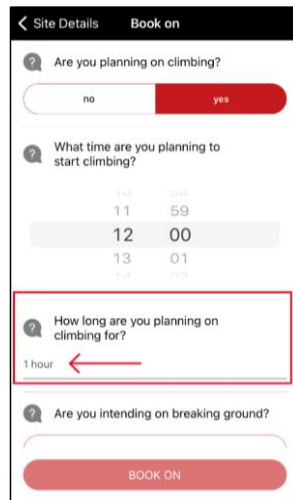 Site Details Book on
? Are you planning on climbing?
no yes
? What time are you planning to
start climbing?
11 59
12 00
13 01
? How long are you planning on
climbing for?
1 hour
? Are you intending on breaking ground?
BOOK ON